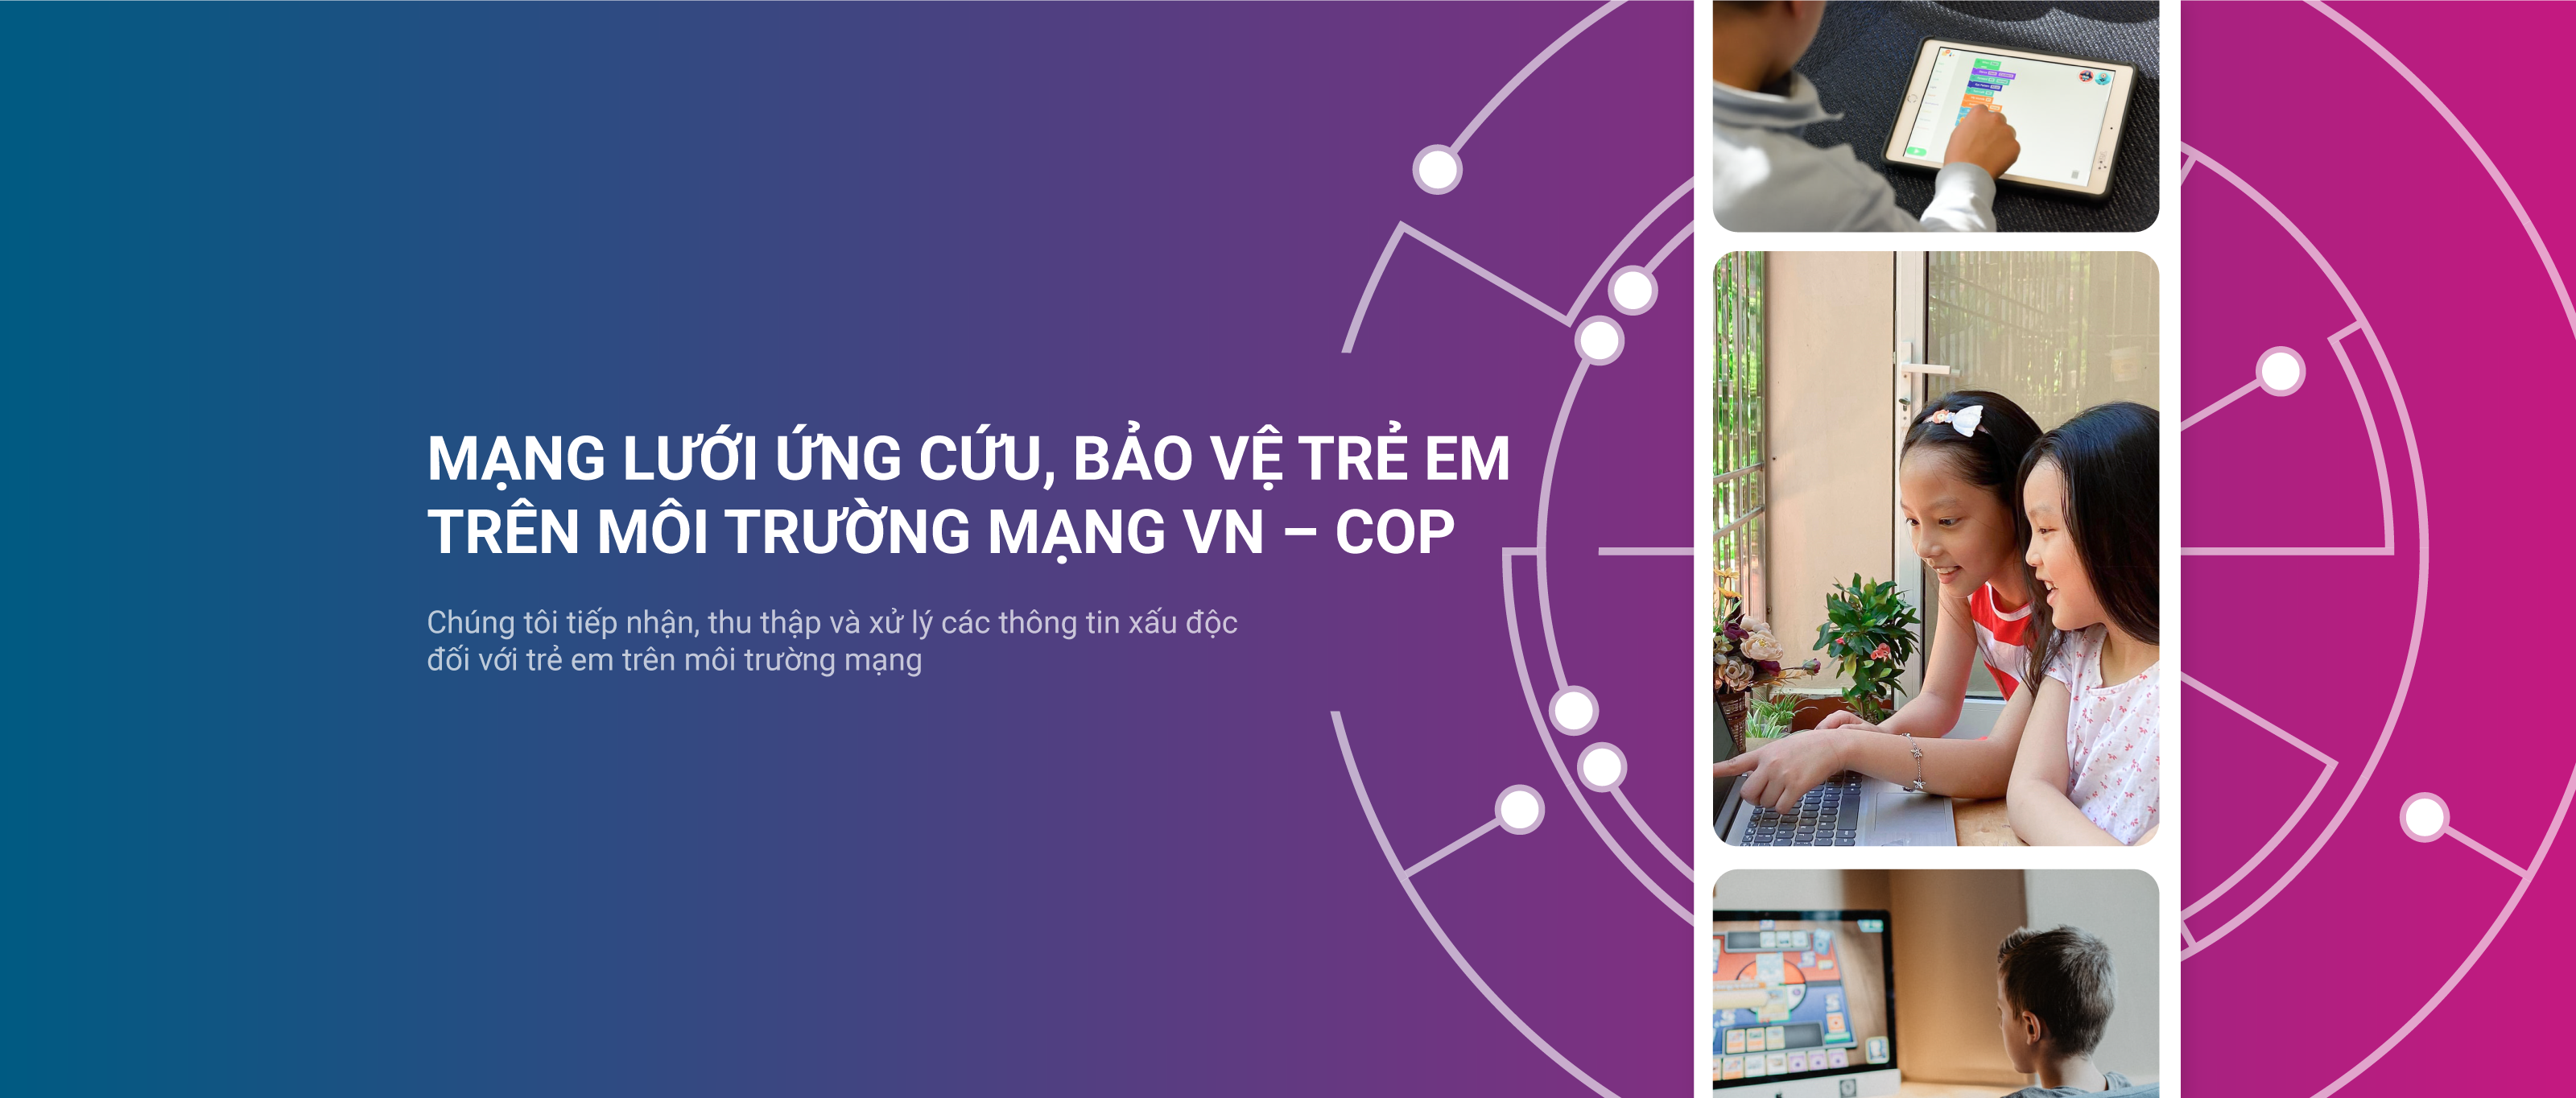 MẠNG LƯỚI ỨNG CỨU, BẢO VỆ TRẺ EM
TRÊN MÔI TRƯỜNG MẠNG VN – COP
Chúng tôi tiếp nhận, thu thập và xử lý các thông tin xấu độc
đối với trẻ em trên môi trường mạng